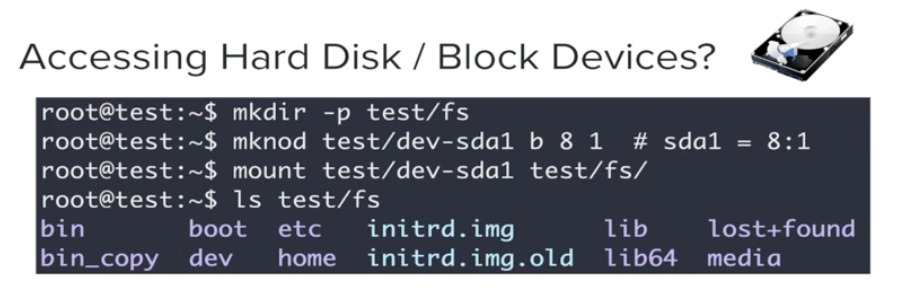 Accessing Hard Disk / Block Devices?
root@test:~$ mkdir -p test/fs
root@test:~$ mknod test/dev-sda1 b 8 1  # sda1 = 8:1
root@test:~$ mount test/dev-sda1 test/fs/
root@test:~$ ls test/fs
bin boot etc initrd.img lib lost+found
bin_copy dev home initrd.img.old lib64 media